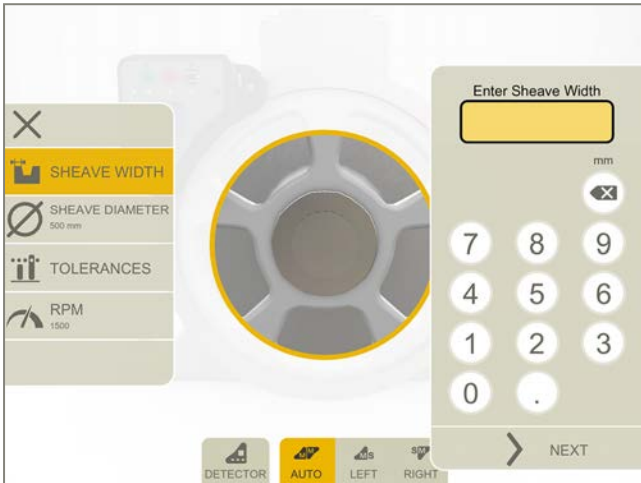 SHEAVE WIDTH
SHEAVE DIAMETER
500 mm
TOLERANCES
RPM
1500
Enter Sheave Width
mm
7 8 9
4 5 6
1 2 3
0 .
NEXT
DETECTOR
M M
AUTO
M S
LEFT
S M
RIGHT